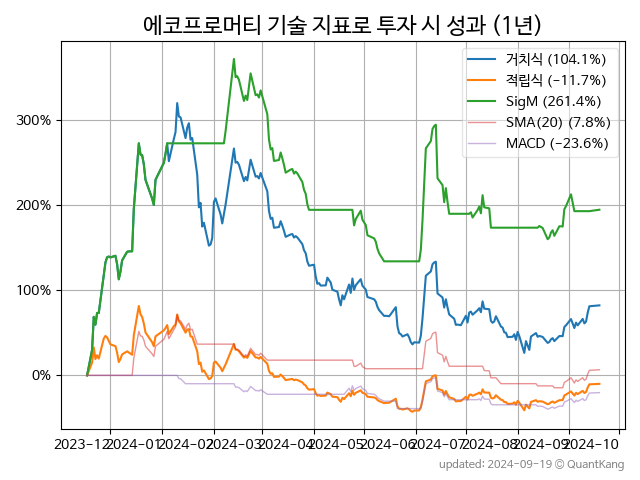 에코프로머티 기술 지표로 투자 시 성과 (1년)
거치식 (104.1%)
적립식 (−11.7%)
SigM (261.4%)
SMA(20) (7.8%)
MACD (−23.6%)
300%
200%
100%
0%
2023-12 2024-01 2024-02 2024-03 2024-04 2024-05 2024-06 2024-07 2024-08 2024-09 2024-10
updated: 2024-09-19 © QuantKang